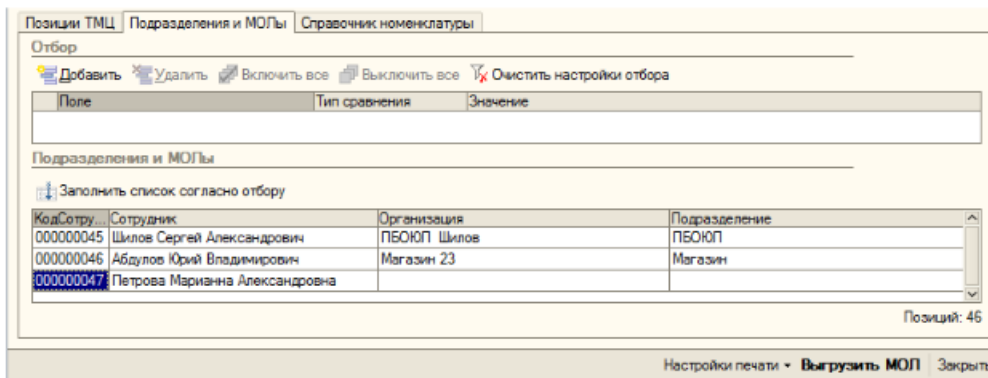 Позиции ТМЦ Подразделения и МОЛы Справочник номенклатуры
Отбор
Добавить Удалить Включить все Выключить все Очистить настройки отбора
Поле Тип сравнения Значение
Подразделения и МОЛы
Заполнить список согласно отбору
КодСотру... Сотрудник Организация Подразделение
000000045 Шилов Сергей Александрович ПБОЮП Шилов ПБОЮП
000000046 Абдулов Юрий Владимирович Магазин 23 Магазин
000000047 Петрова Марианна Александровна
Позиций: 46
Настройки печати Выгрузить МОЛ Закрыть